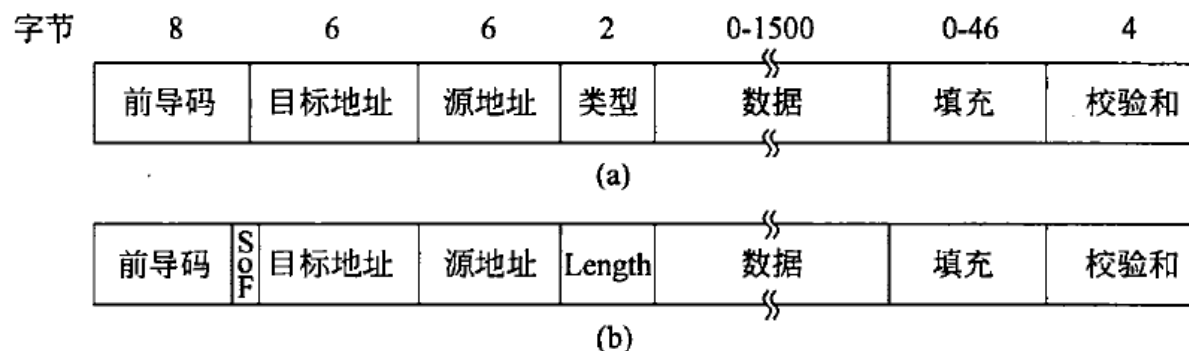 字节 8 6 6 2 0-1500 0-46 4
前导码 目标地址 源地址 类型 数据 填充 校验和
(a)
前导码 SoF 目标地址 源地址 Length 数据 填充 校验和
(b)